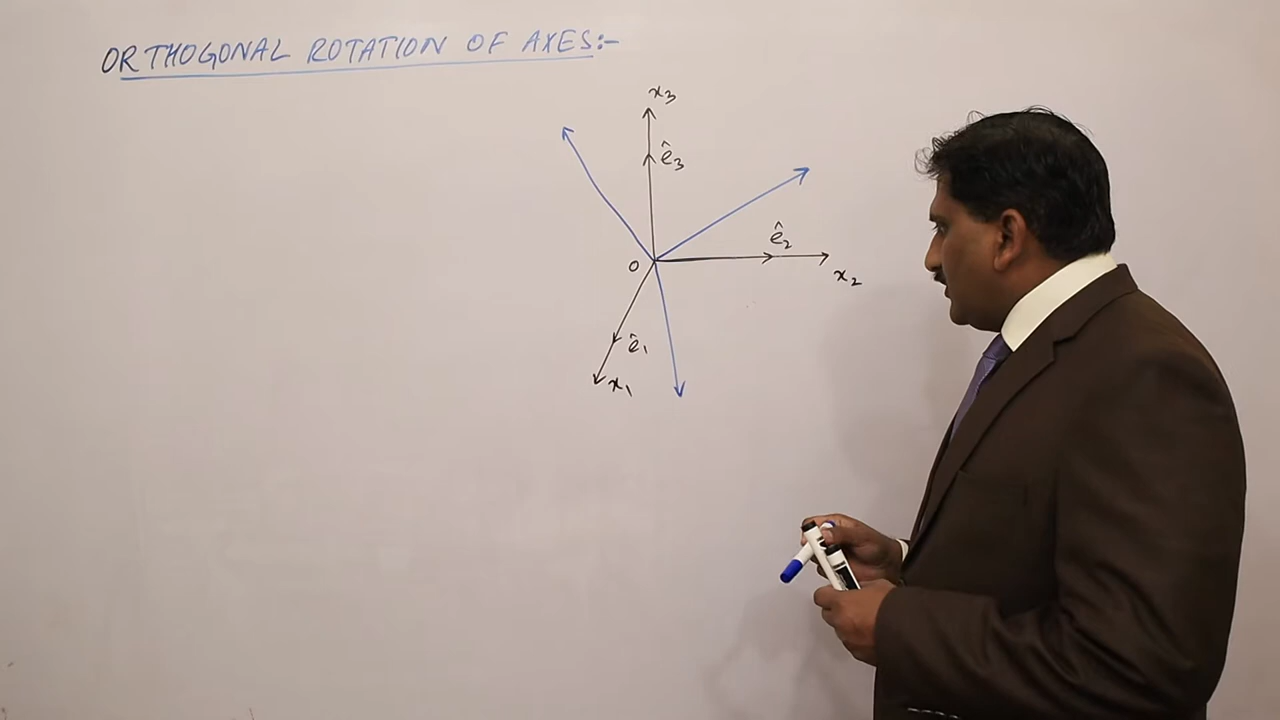 ORTHOGONAL ROTATION OF AXES:-
x₃
ê₃
ê₂
O
x₂
ê₁
x₁